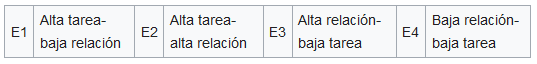 E1
Alta tarea-
baja relación
E2
Alta tarea-
alta relación
E3
Alta relación-
baja tarea
E4
Baja relación-
baja tarea